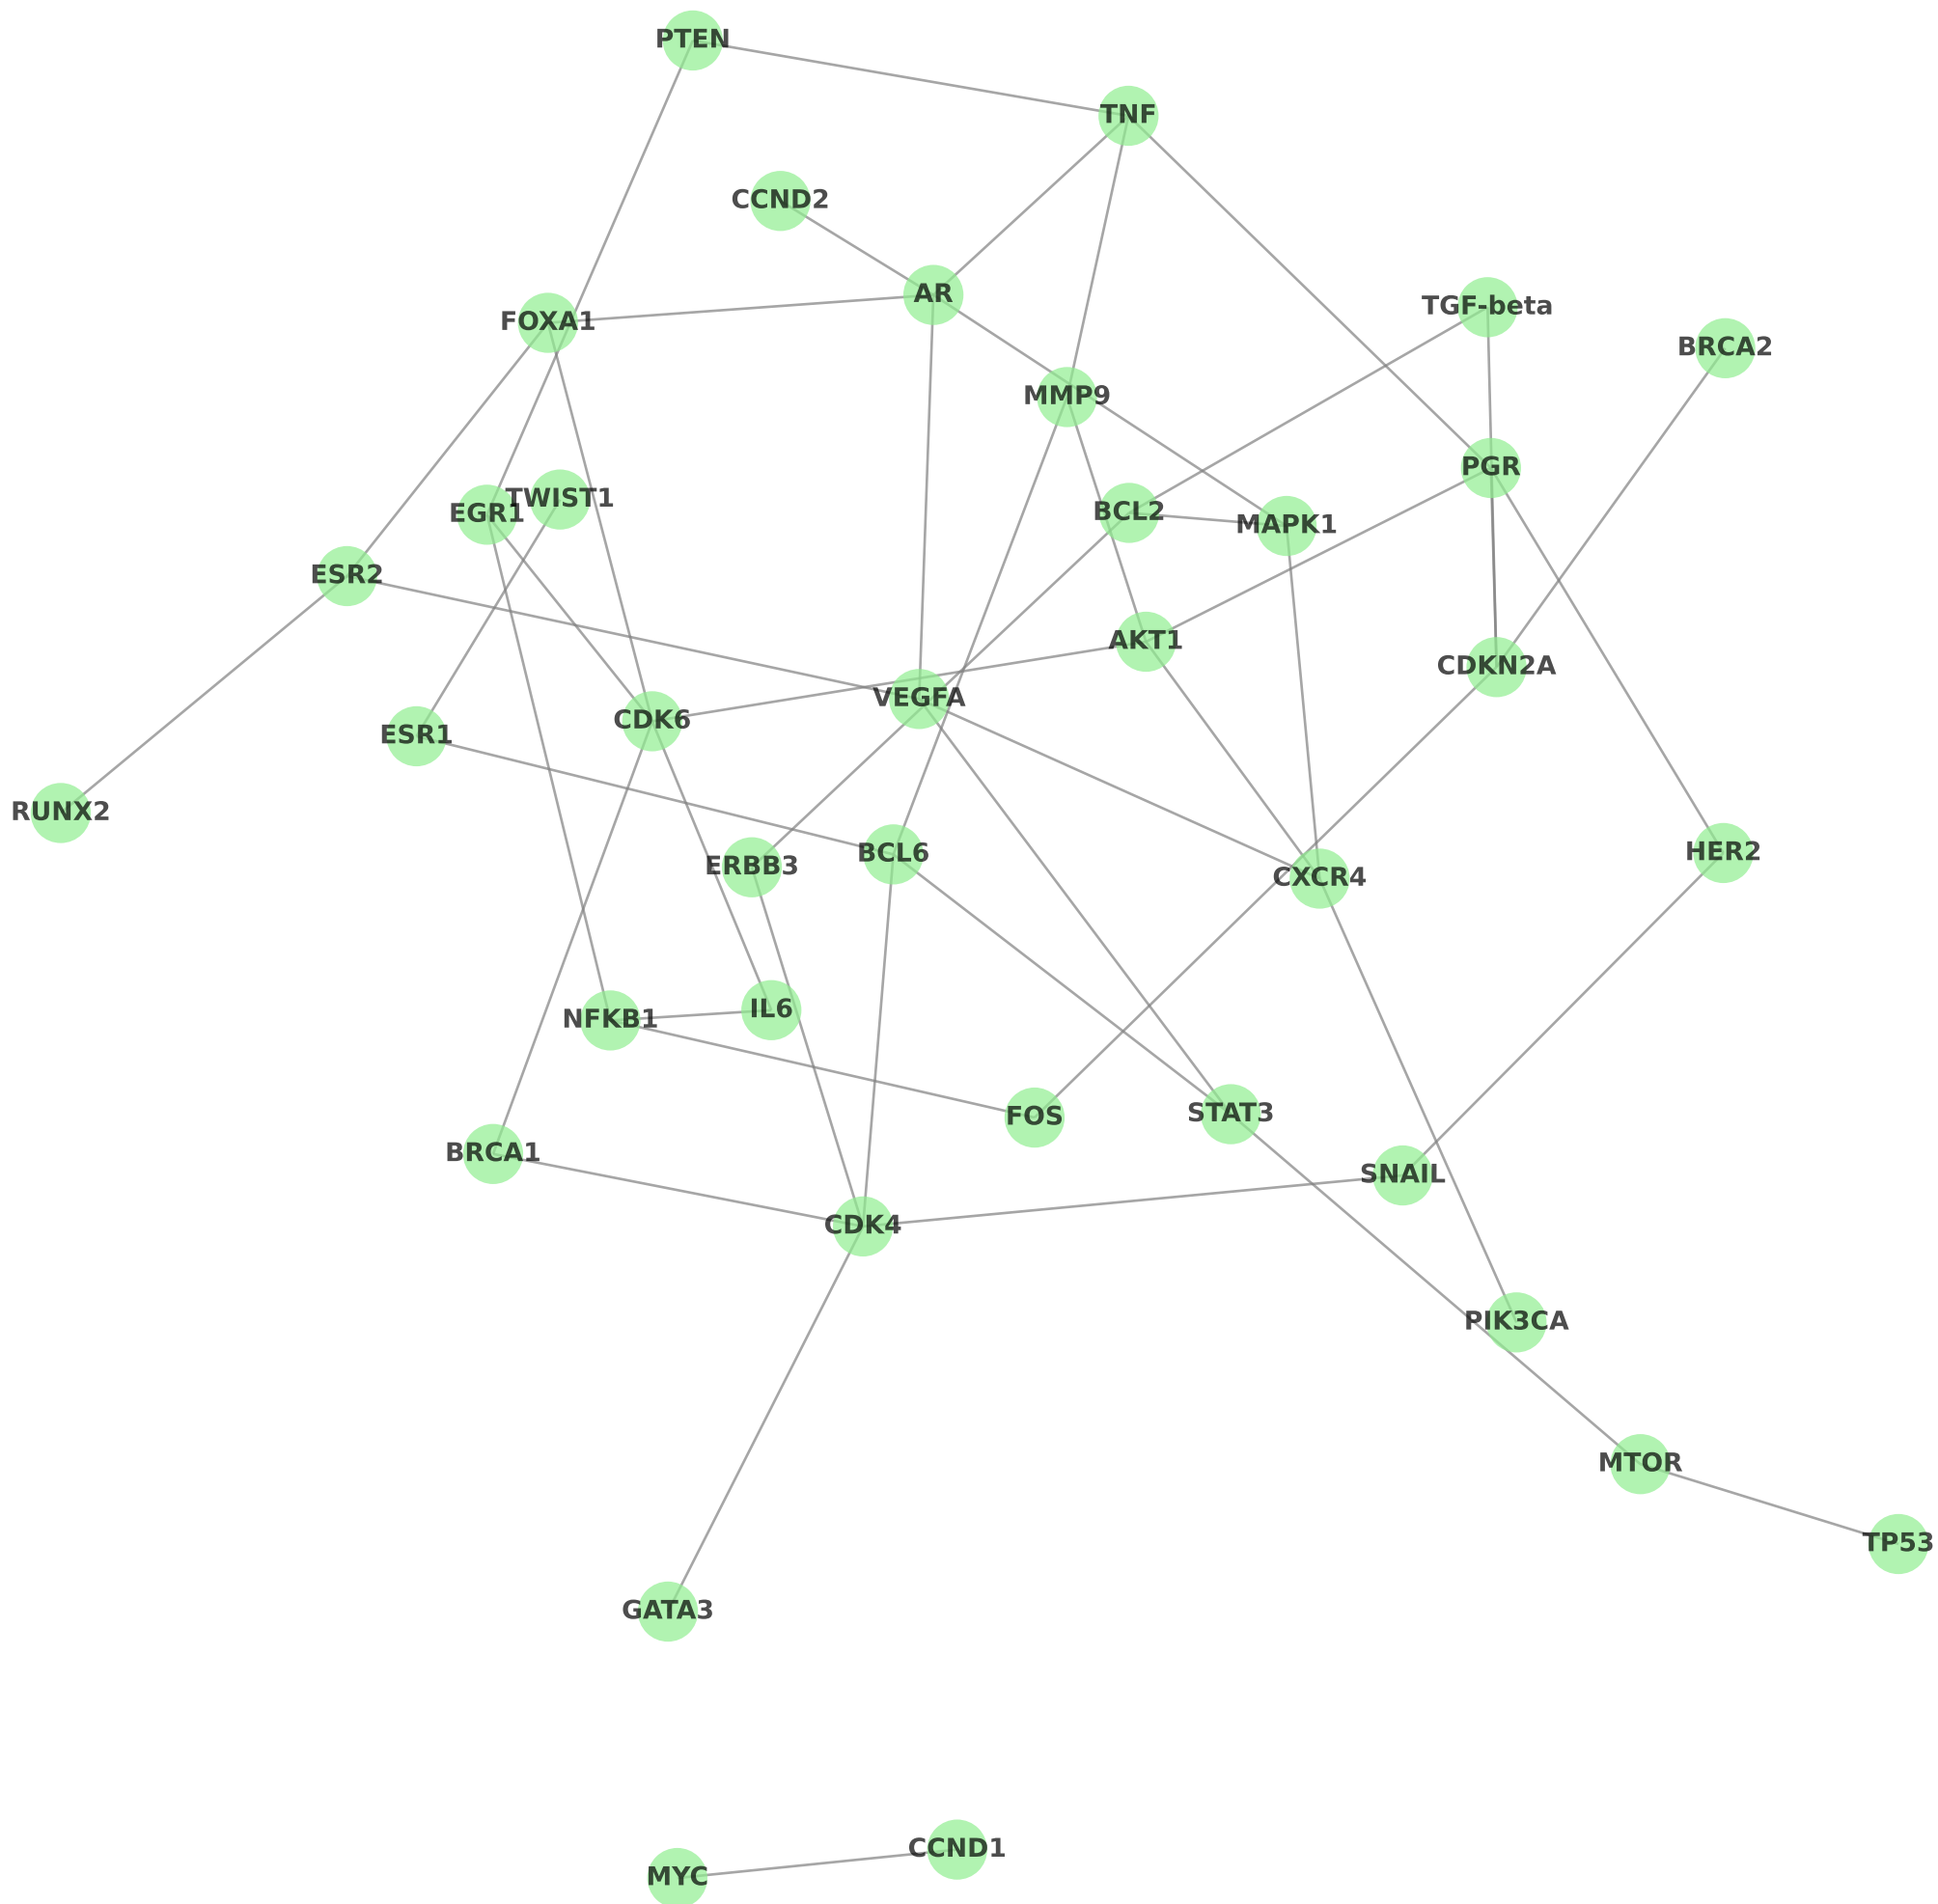 PTEN
TNF
CCND2
AR
TGF-beta
FOXA1
BRCA2
MMP9
PGR
TWIST1
EGR1
BCL2
MAPK1
ESR2
AKT1
CDKN2A
VEGFA
CDK6
ESR1
RUNX2
HER2
BCL6
ERBB3
CXCR4
IL6
NFKB1
STAT3
FOS
BRCA1
SNAIL
CDK4
PIK3CA
MTOR
TP53
GATA3
CCND1
MYC